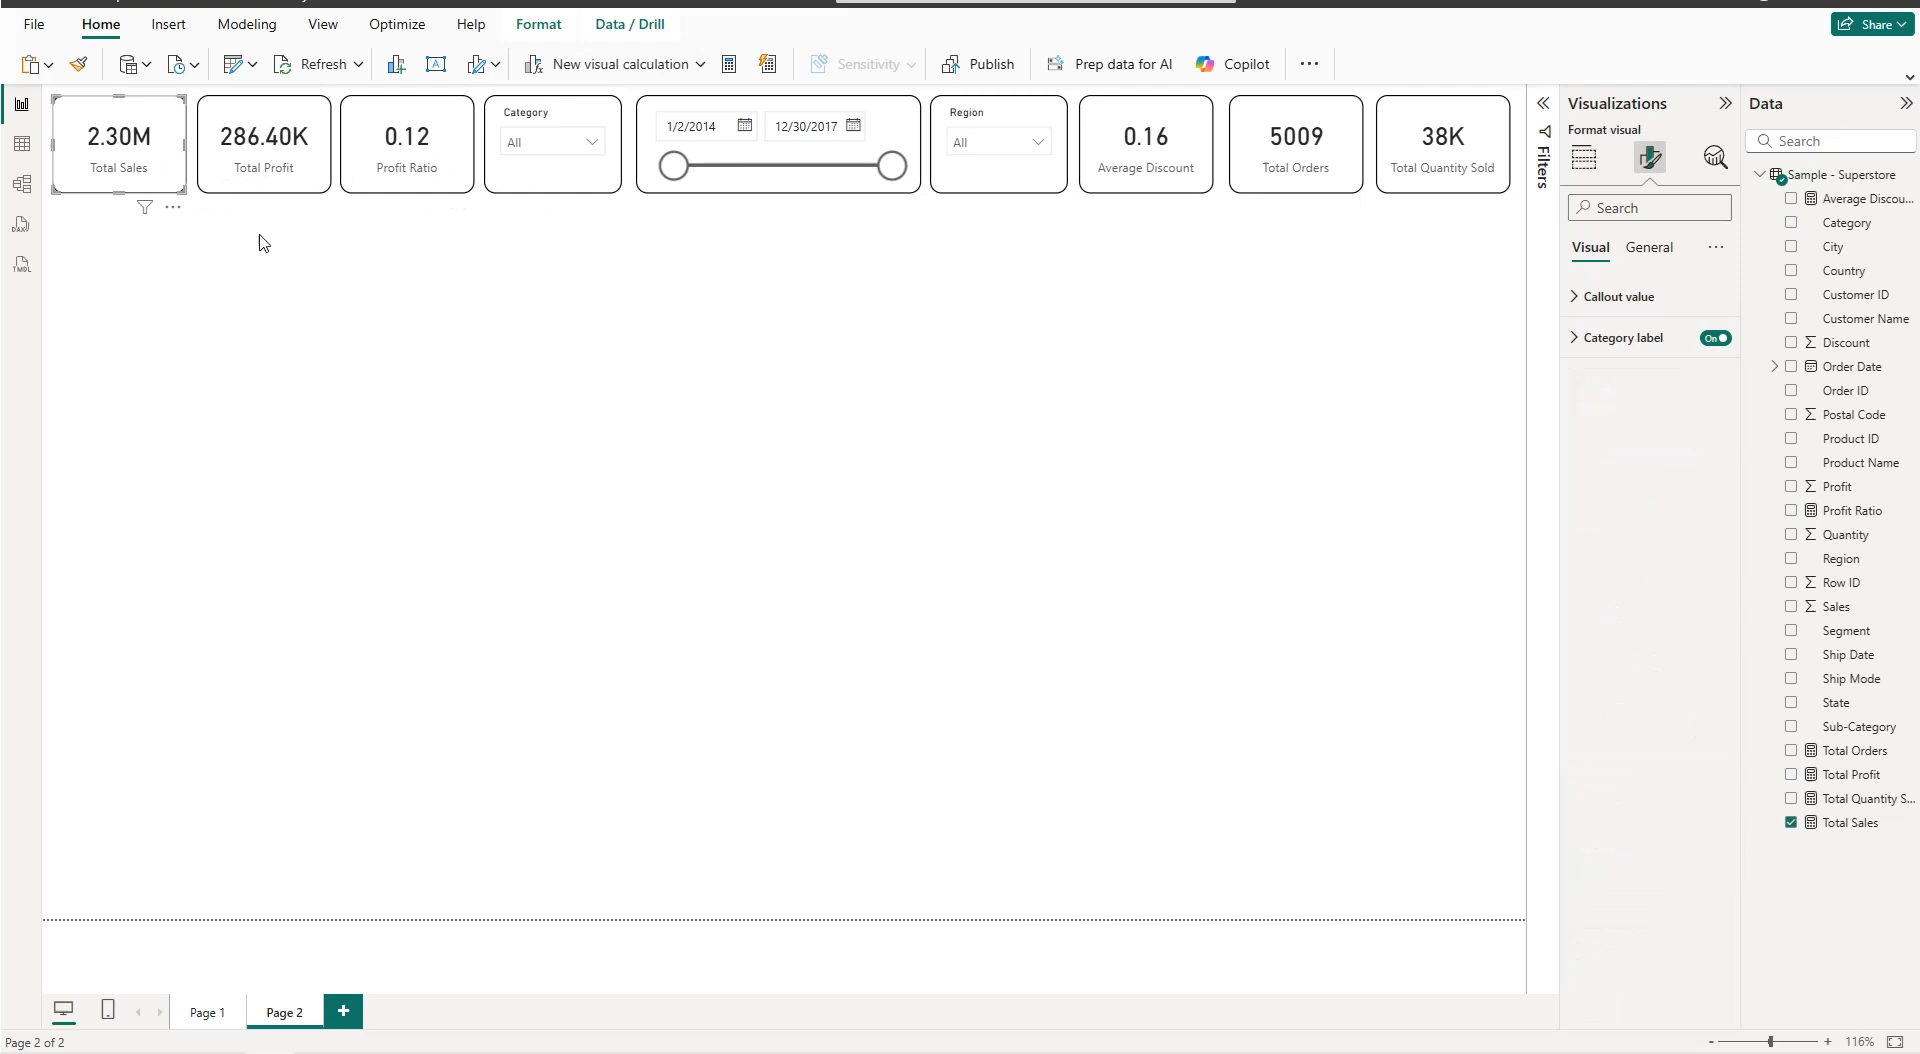 File Home Insert Modeling View Optimize Help Format Data / Drill Share
Refresh New visual calculation Sensitivity Publish Prep data for AI Copilot
2.30M
Total Sales
286.40K
Total Profit
0.12
Profit Ratio
Category
All
1/2/2014 12/30/2017
Region
All
0.16
Average Discount
5009
Total Orders
38K
Total Quantity Sold
DAX
TMDL
Filters
Visualizations
Format visual
Search
Visual General
Callout value
Category label On
Data
Search
Sample - Superstore
Average Discou...
Category
City
Country
Customer ID
Customer Name
Discount
Order Date
Order ID
Postal Code
Product ID
Product Name
Profit
Profit Ratio
Quantity
Region
Row ID
Sales
Segment
Ship Date
Ship Mode
State
Sub-Category
Total Orders
Total Profit
Total Quantity S...
Total Sales
Page 1 Page 2 +
Page 2 of 2 - + 116%